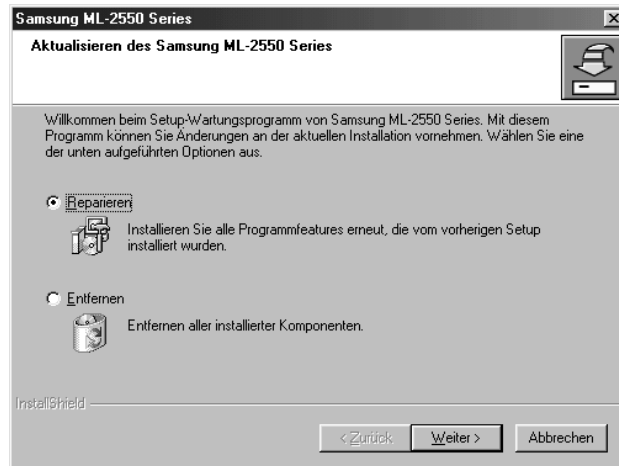 Samsung ML-2550 Series
Aktualisieren des Samsung ML-2550 Series
Willkommen beim Setup-Wartungsprogramm von Samsung ML-2550 Series. Mit diesem
Programm können Sie Änderungen an der aktuellen Installation vornehmen. Wählen Sie eine
der unten aufgeführten Optionen aus.
Reparieren
Installieren Sie alle Programmfeatures erneut, die vom vorherigen Setup
installiert wurden.
Entfernen
Entfernen aller installierter Komponenten.
InstallShield
< Zurück
Weiter >
Abbrechen